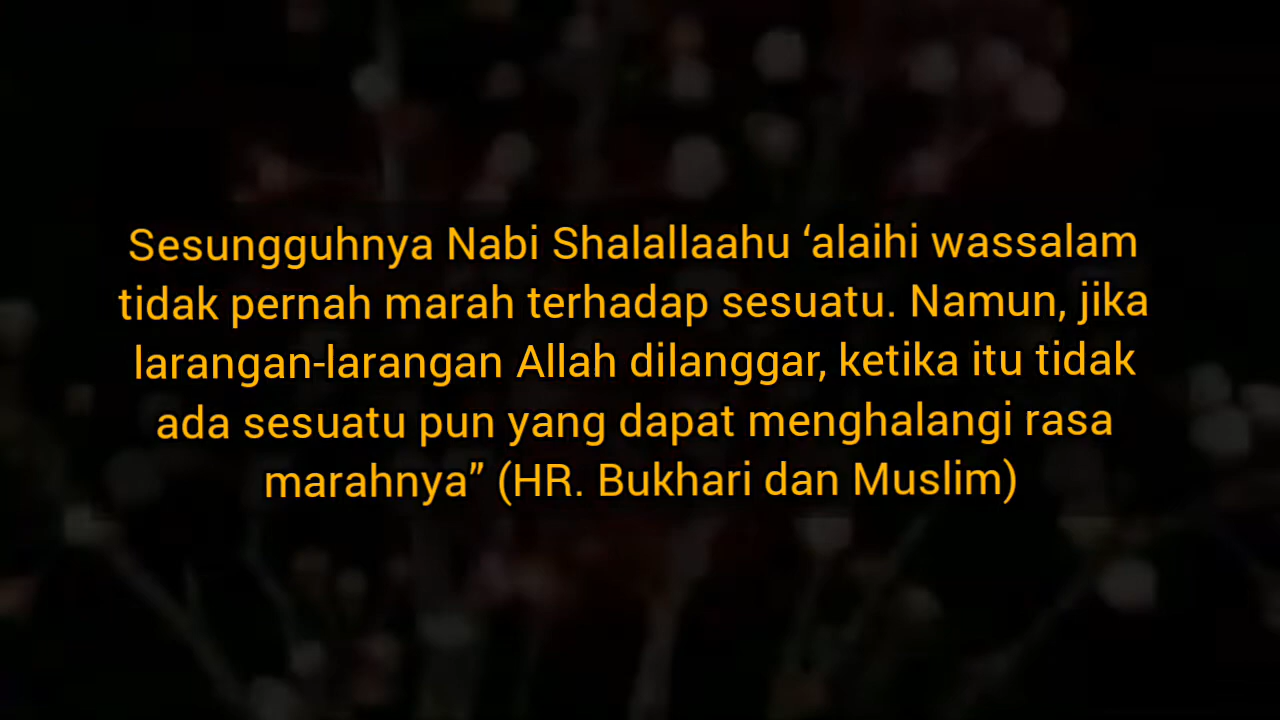 Sesungguhnya Nabi Shalallaahu ‘alaihi wassalam
tidak pernah marah terhadap sesuatu. Namun, jika
larangan-larangan Allah dilanggar, ketika itu tidak
ada sesuatu pun yang dapat menghalangi rasa
marahnya” (HR. Bukhari dan Muslim)